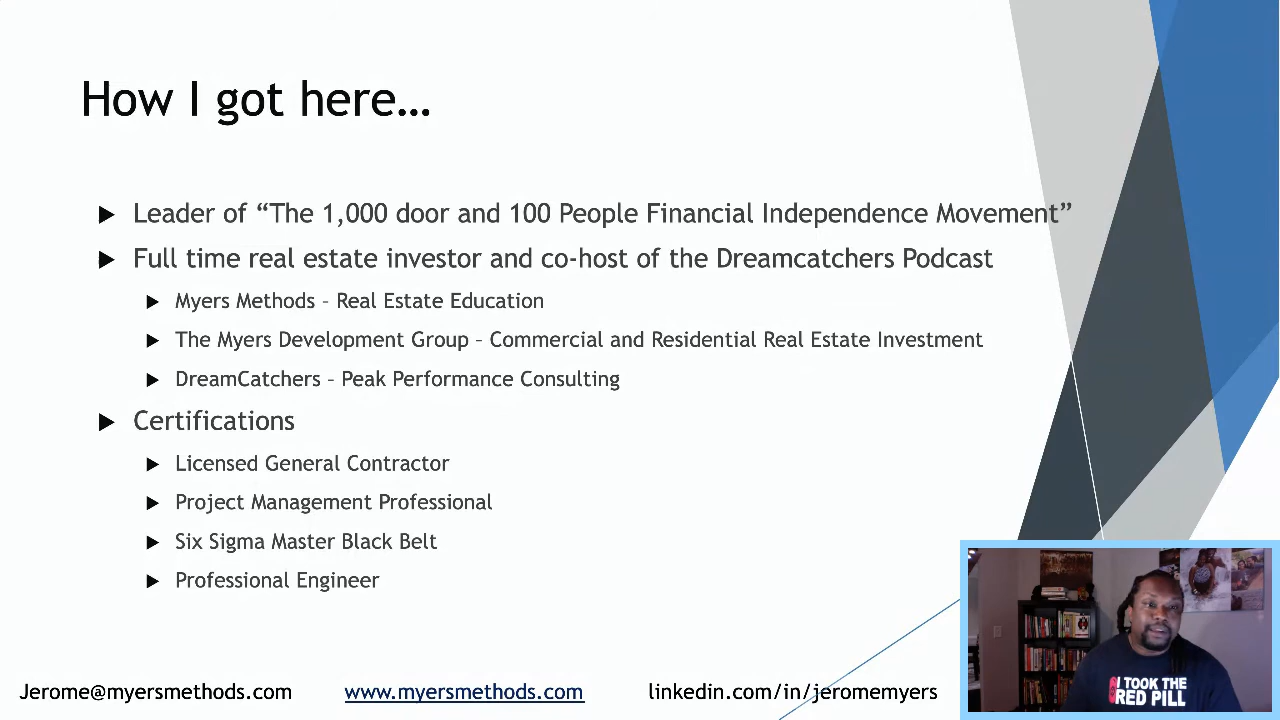 How I got here…
Leader of “The 1,000 door and 100 People Financial Independence Movement”
Full time real estate investor and co-host of the Dreamcatchers Podcast
Myers Methods – Real Estate Education
The Myers Development Group – Commercial and Residential Real Estate Investment
DreamCatchers – Peak Performance Consulting
Certifications
Licensed General Contractor
Project Management Professional
Six Sigma Master Black Belt
Professional Engineer
Jerome@myersmethods.com www.myersmethods.com linkedin.com/in/jeromemyers
I TOOK THE
RED PILL